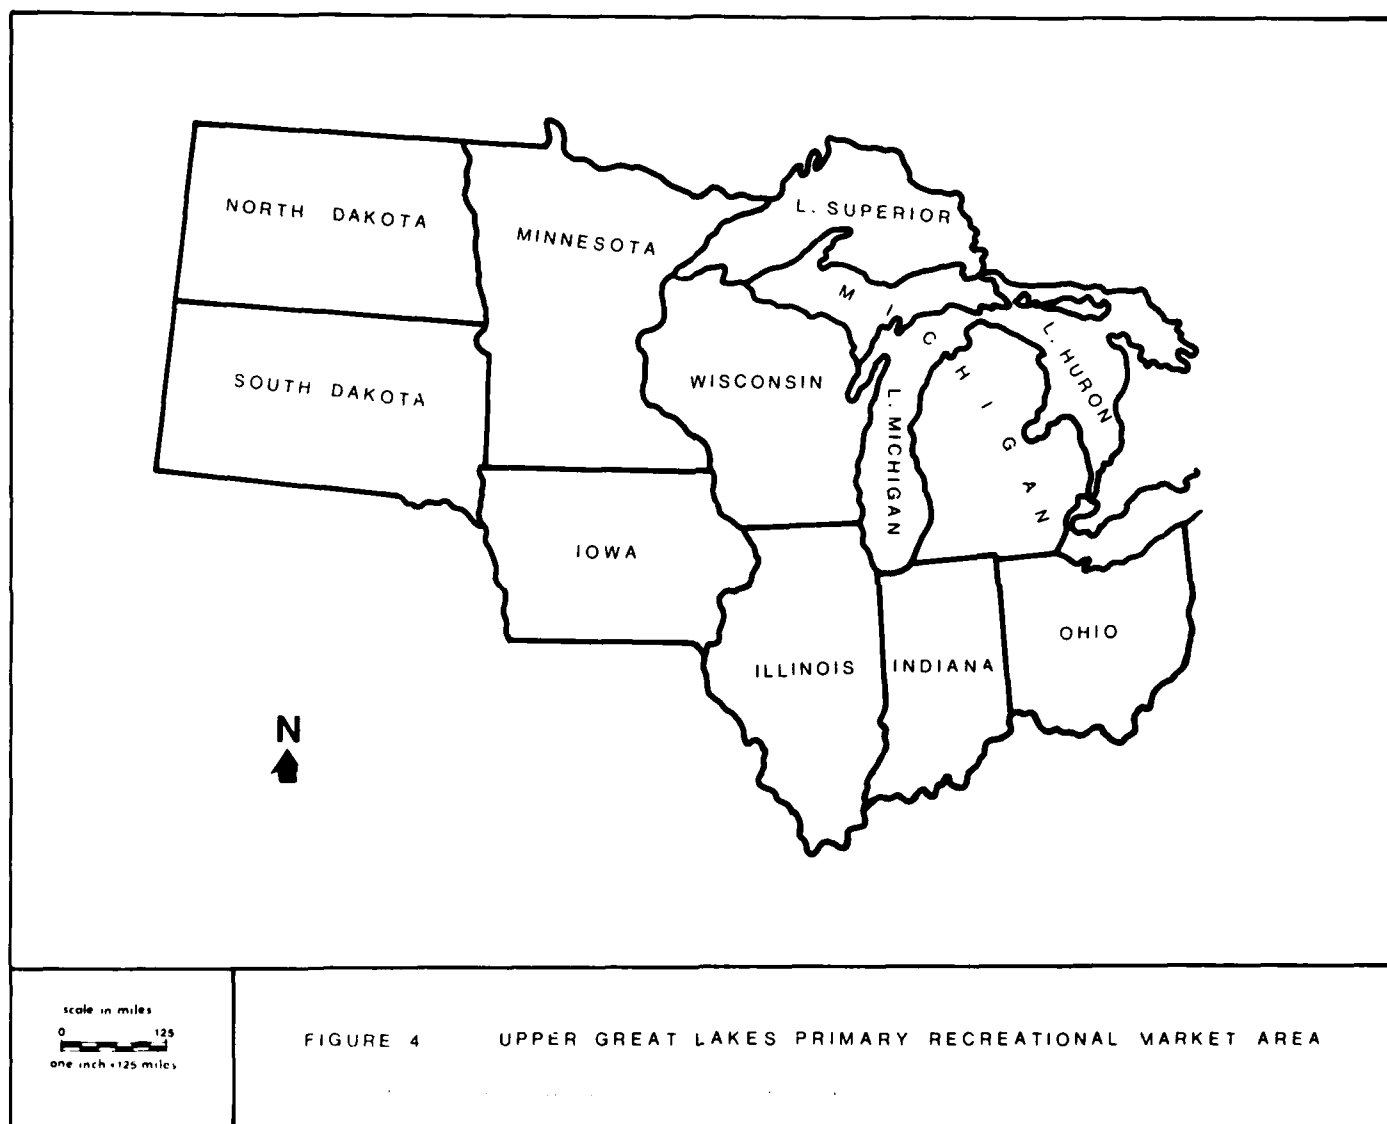 L. SUPERIOR
NORTH DAKOTA
MINNESOTA
MICHIGAN
L. HURON
SOUTH DAKOTA
WISCONSIN
L. MICHIGAN
IOWA
OHIO
ILLINOIS
INDIANA
N
scale in miles
0 125
one inch = 125 miles
FIGURE 4 UPPER GREAT LAKES PRIMARY RECREATIONAL MARKET AREA